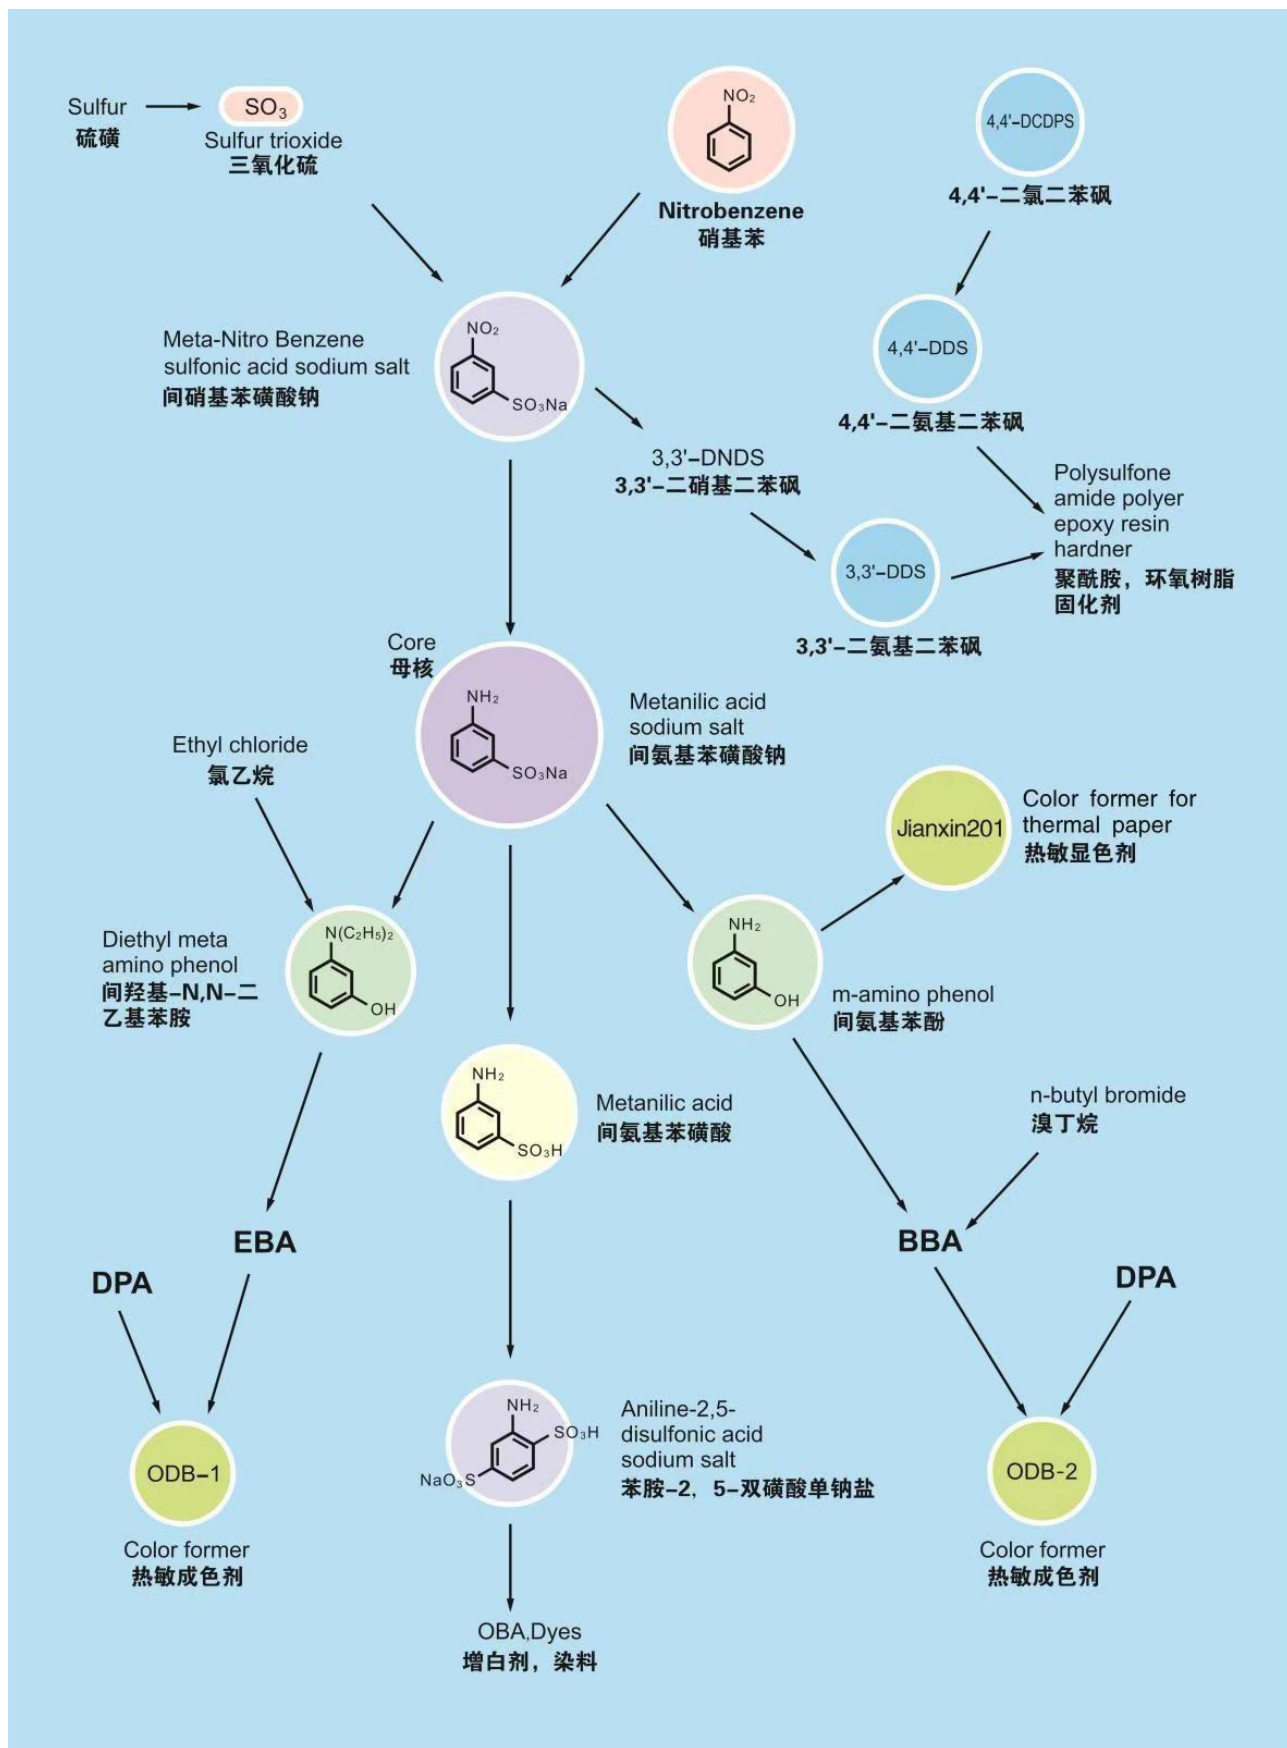 Sulfur
硫磺
SO₃
Sulfur trioxide
三氧化硫
NO₂
Nitrobenzene
硝基苯
4,4'-DCDPS
4,4'-二氯二苯砜
Meta-Nitro Benzene
sulfonic acid sodium salt
间硝基苯磺酸钠
NO₂
SO₃Na
4,4'-DDS
4,4'-二氨基二苯砜
3,3'-DNDS
3,3'-二硝基二苯砜
Polysulfone
amide polyer
epoxy resin
hardner
聚酰胺，环氧树脂
固化剂
3,3'-DDS
3,3'-二氨基二苯砜
Core
母核
NH₂
SO₃Na
Metanilic acid
sodium salt
间氨基苯磺酸钠
Ethyl chloride
氯乙烷
Jianxin201
Color former for
thermal paper
热敏显色剂
Diethyl meta
amino phenol
间羟基-N,N-二
乙基苯胺
N(C₂H₅)₂
OH
NH₂
OH
m-amino phenol
间氨基苯酚
NH₂
SO₃H
Metanilic acid
间氨基苯磺酸
n-butyl bromide
溴丁烷
EBA
DPA
BBA
DPA
ODB-1
Color former
热敏成色剂
NH₂
SO₃H
NaO₃S
Aniline-2,5-
disulfonic acid
sodium salt
苯胺-2，5-双磺酸单钠盐
ODB-2
Color former
热敏成色剂
OBA,Dyes
增白剂，染料